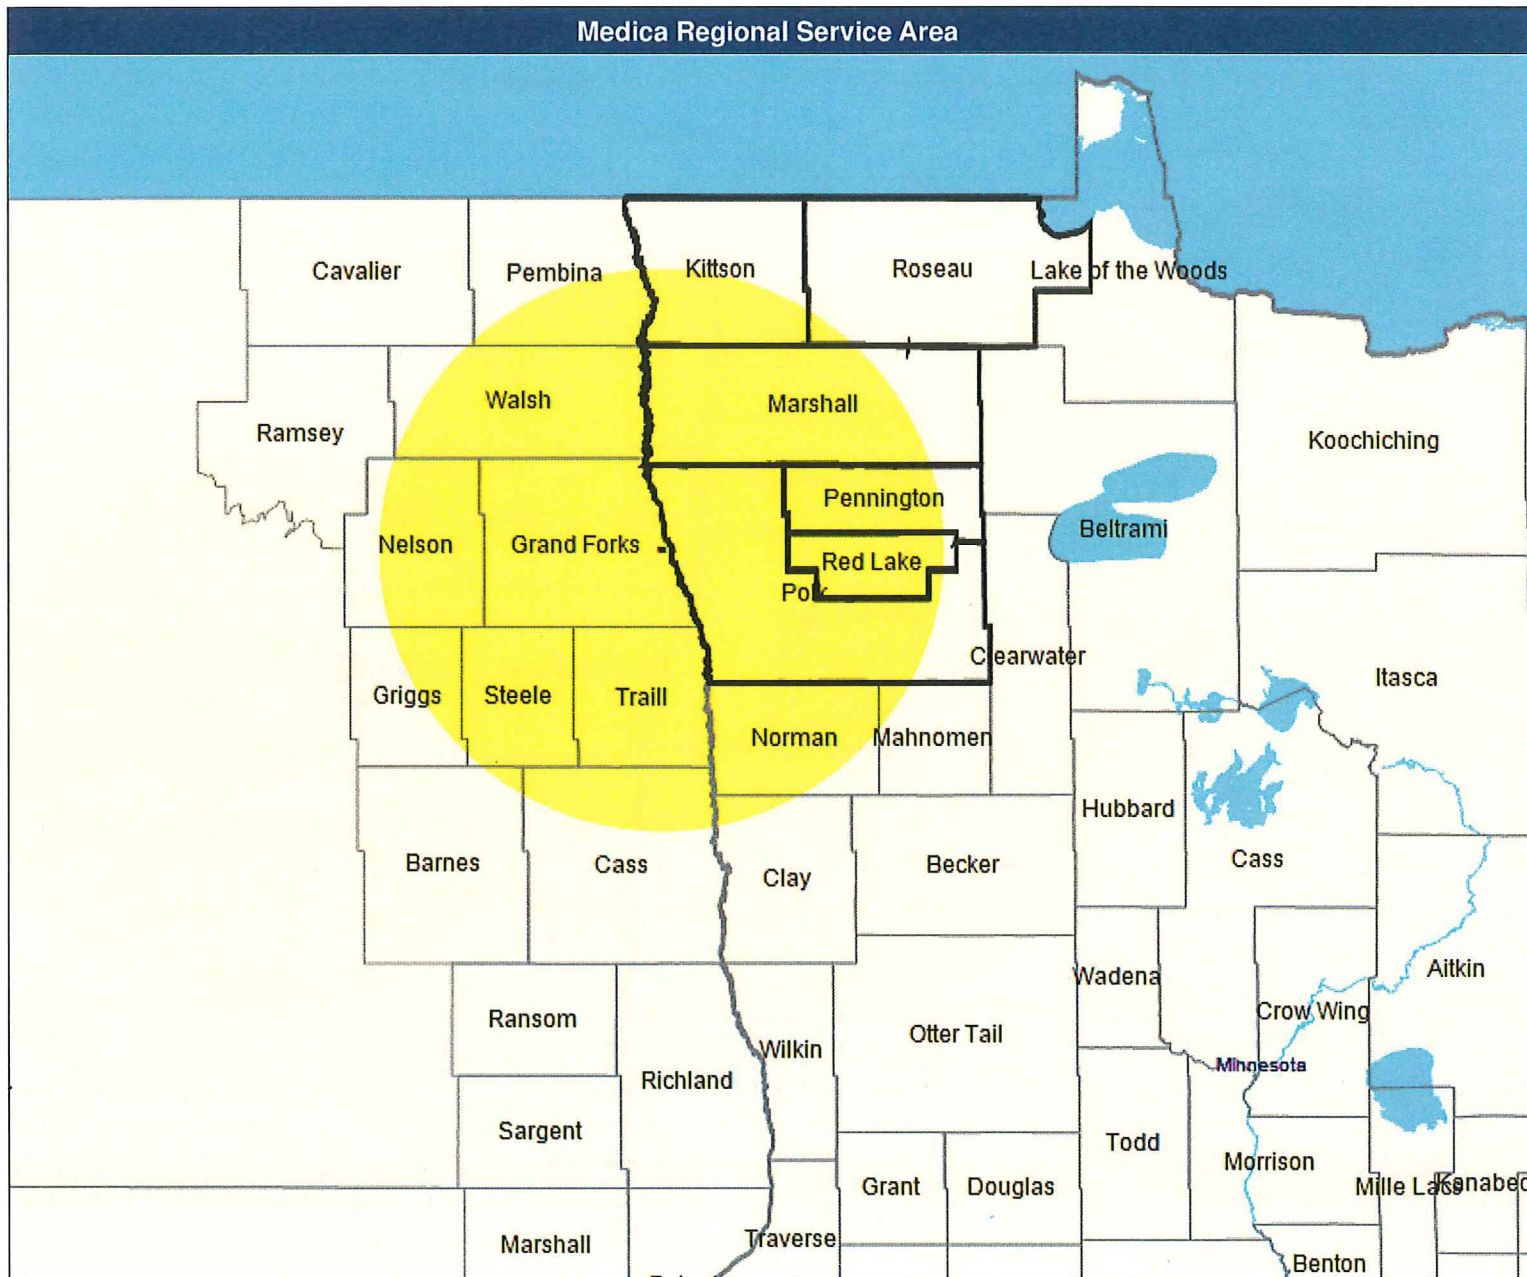 Medica Regional Service Area
Cavalier
Pembina
Kittson
Roseau
Lake of the Woods
Walsh
Marshall
Ramsey
Koochiching
Pennington
Nelson
Grand Forks
Beltrami
Red Lake
Polk
Clearwater
Griggs
Steele
Traill
Itasca
Norman
Mahnomen
Hubbard
Barnes
Cass
Clay
Becker
Cass
Wadena
Aitkin
Ransom
Crow Wing
Otter Tail
Wilkin
Minnesota
Richland
Sargent
Todd
Morrison
Grant
Douglas
Mille Lacs
Kanabec
Marshall
Traverse
Benton